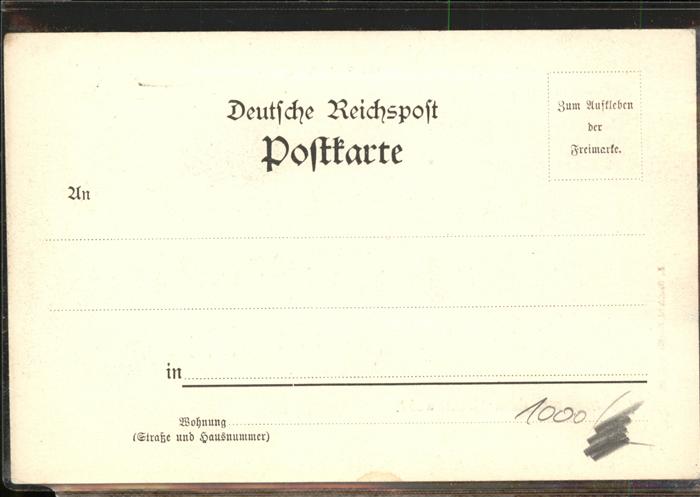 Deutsche Reichspost
Postkarte
Zum Aufkleben
der
Freimarke.
An
in
1000
Wohnung
(Straße und Hausnummer)